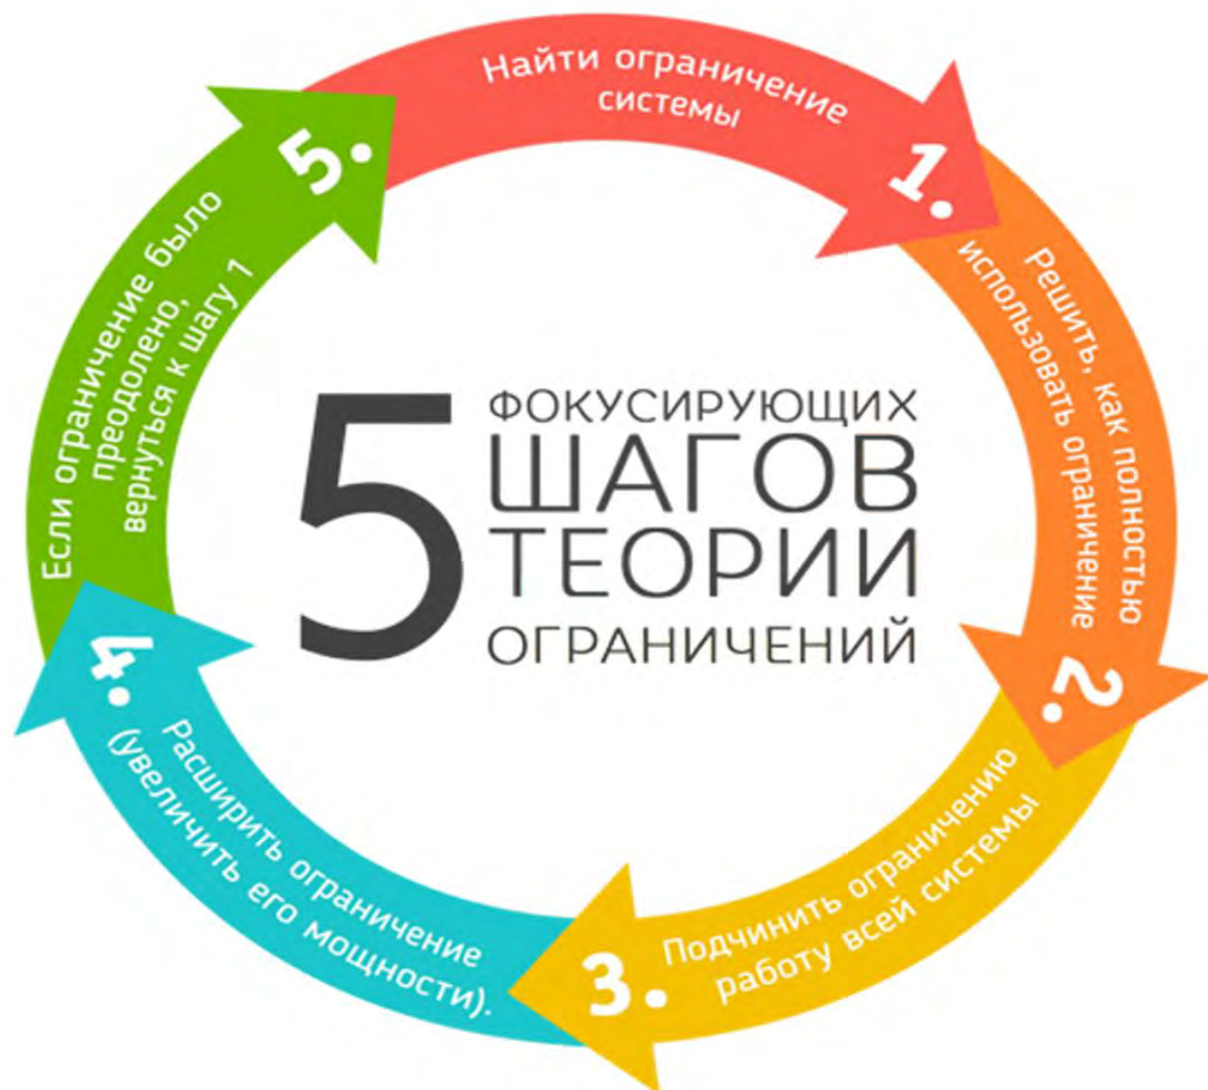 5
ФОКУСИРУЮЩИХ
ШАГОВ
ТЕОРИИ
ОГРАНИЧЕНИЙ
Найти ограничение
системы
1.
Решить, как полностью
использовать ограничение
2.
Подчинить ограничению
работу всей системы
3.
Расширить ограничение
(увеличить его мощности).
4.
Если ограничение было
преодолено,
вернуться к шагу 1
5.